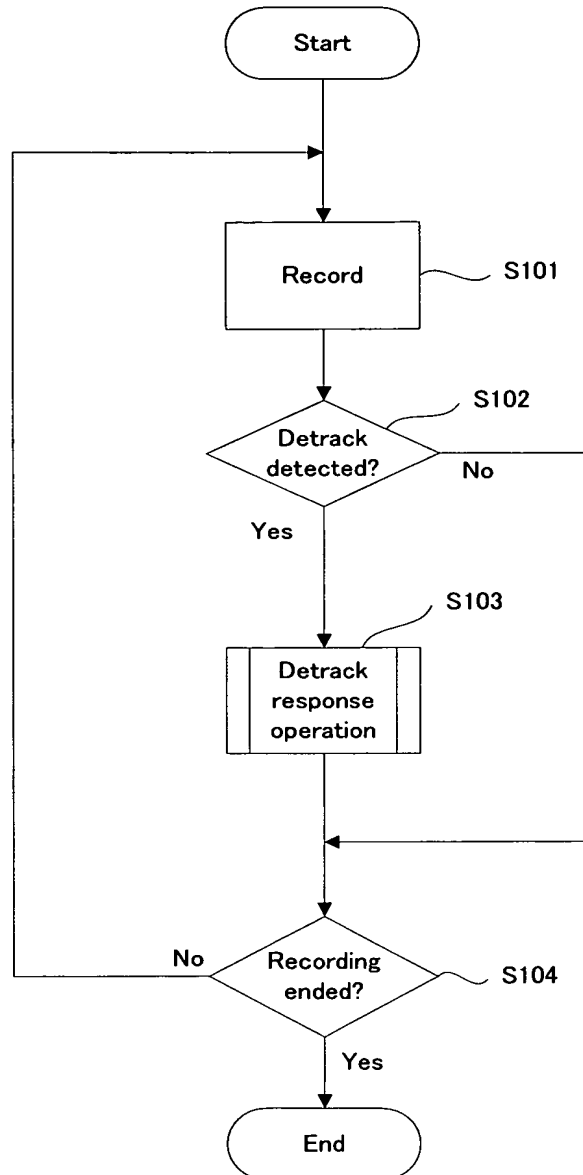 Start
Record
S101
S102
Detrack
detected?
No
Yes
S103
Detrack
response
operation
No
Recording
ended?
S104
Yes
End